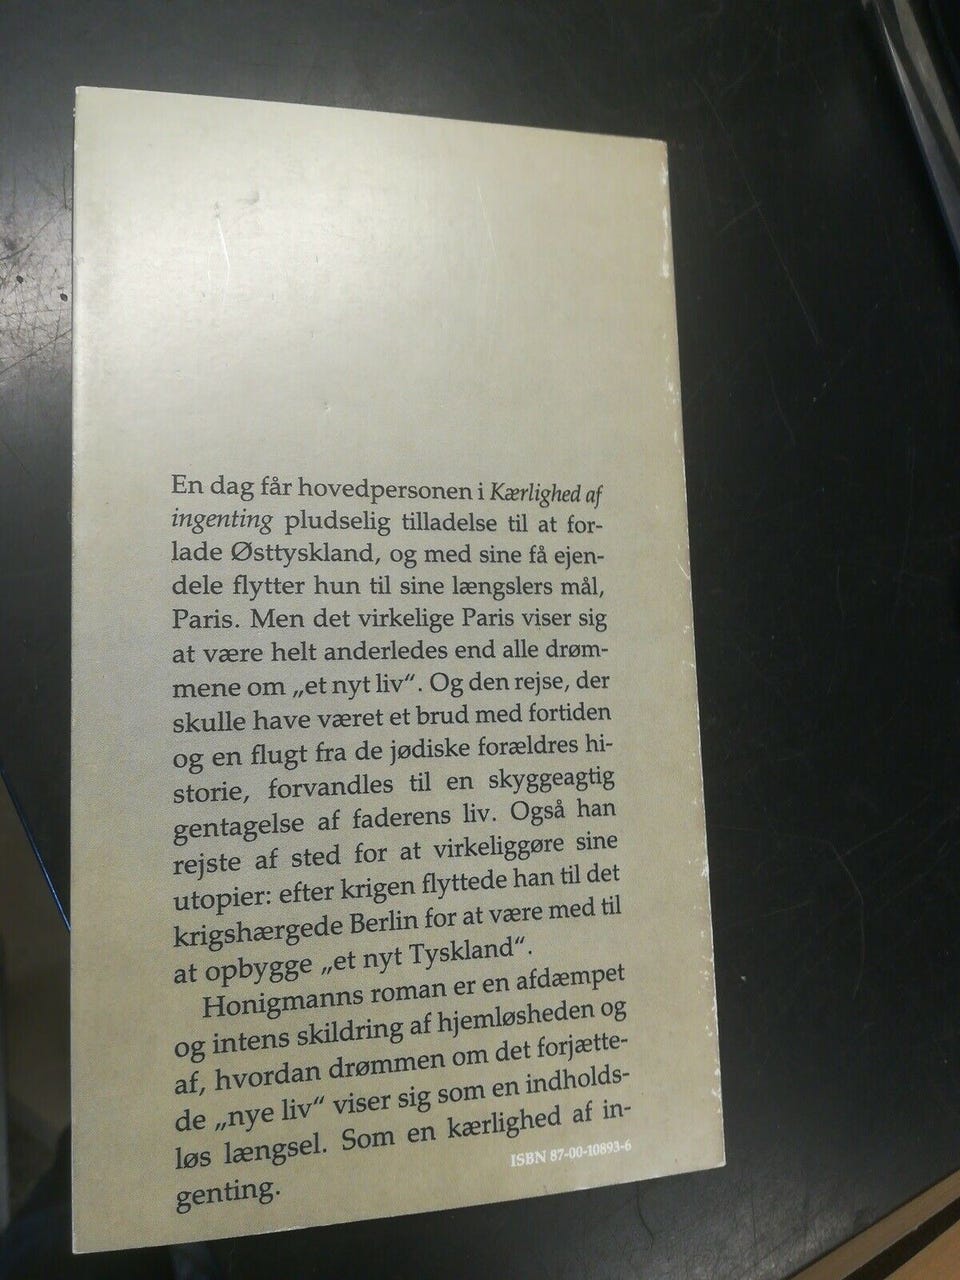 En dag får hovedpersonen i Kærlighed af
ingenting pludselig tilladelse til at for-
lade Østtyskland, og med sine få ejen-
dele flytter hun til sine længslers mål,
Paris. Men det virkelige Paris viser sig
at være helt anderledes end alle drøm-
mene om „et nyt liv“. Og den rejse, der
skulle have været et brud med fortiden
og en flugt fra de jødiske forældres hi-
storie, forvandles til en skyggeagtig
gentagelse af faderens liv. Også han
rejste af sted for at virkeliggøre sine
utopier: efter krigen flyttede han til det
krigshærgede Berlin for at være med til
at opbygge „et nyt Tyskland“.
Honigmanns roman er en afdæmpet
og intens skildring af hjemløsheden og
af, hvordan drømmen om det forjætte-
de „nye liv“ viser sig som en indholds-
løs længsel. Som en kærlighed af in-
genting.
ISBN 87-00-10893-6